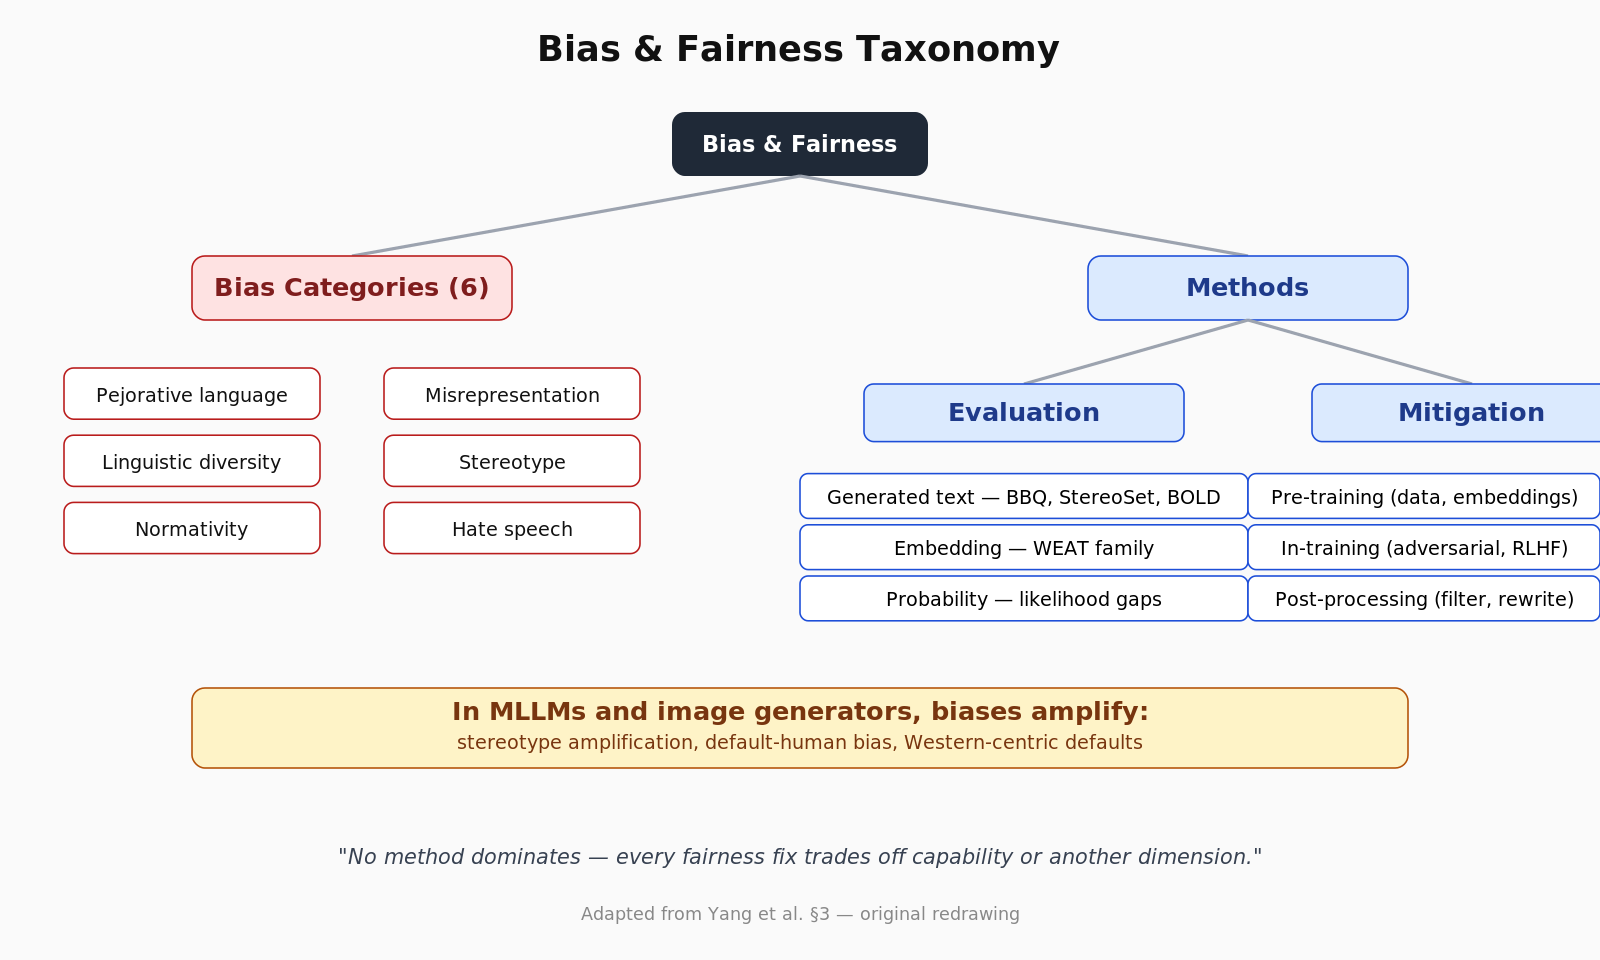 Bias & Fairness Taxonomy
Bias & Fairness
Bias Categories (6)
Methods
Pejorative language
Misrepresentation
Linguistic diversity
Stereotype
Normativity
Hate speech
Evaluation
Mitigation
Generated text — BBQ, StereoSet, BOLD
Pre-training (data, embeddings)
Embedding — WEAT family
In-training (adversarial, RLHF)
Probability — likelihood gaps
Post-processing (filter, rewrite)
In MLLMs and image generators, biases amplify:
stereotype amplification, default-human bias, Western-centric defaults
"No method dominates — every fairness fix trades off capability or another dimension."
Adapted from Yang et al. §3 — original redrawing